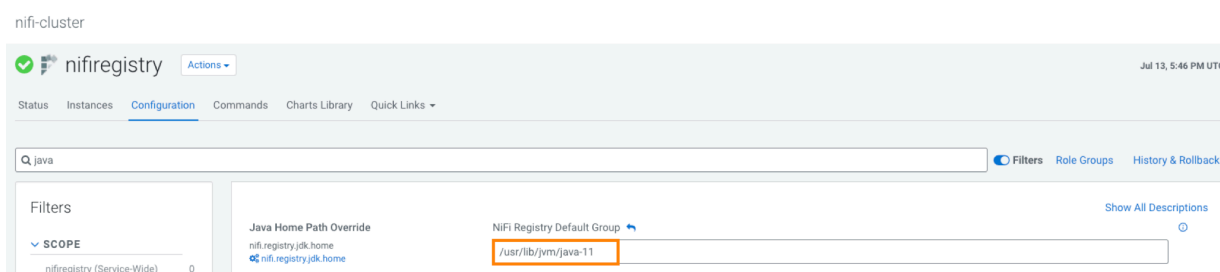 nifi-cluster
nifiregistry Actions
Jul 13, 5:46 PM UTC
Status Instances Configuration Commands Charts Library Quick Links
java Filters Role Groups History & Rollback
Filters Show All Descriptions
Java Home Path Override NiFi Registry Default Group
SCOPE nifi.registry.jdk.home /usr/lib/jvm/java-11
nifi.registry.jdk.home
nifiregistry (Service-Wide) 0